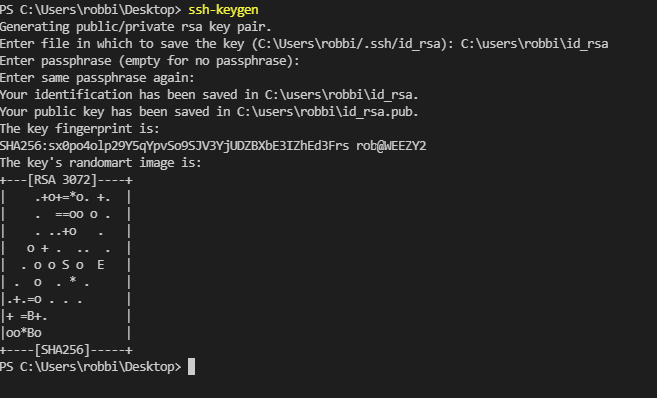 PS C:\Users\robbi\Desktop> ssh-keygen
Generating public/private rsa key pair.
Enter file in which to save the key (C:\Users\robbi/.ssh/id_rsa): C:\users\robbi\id_rsa
Enter passphrase (empty for no passphrase):
Enter same passphrase again:
Your identification has been saved in C:\users\robbi\id_rsa.
Your public key has been saved in C:\users\robbi\id_rsa.pub.
The key fingerprint is:
SHA256:sx0po4olp29Y5qYpvSo9SJV3YjUDZBXbE3IZhEd3Frs rob@WEEZY2
The key's randomart image is:
+---[RSA 3072]----+
|    .+o+=*o. +.  |
|    .  ==oo o .  |
|    . ..+o   .   |
|   o + .  ..  .  |
|  . o o S o  E   |
| .  o  . * .     |
|.+.=o . . .      |
|+ =B+.           |
|oo*Bo            |
+----[SHA256]-----+
PS C:\Users\robbi\Desktop>